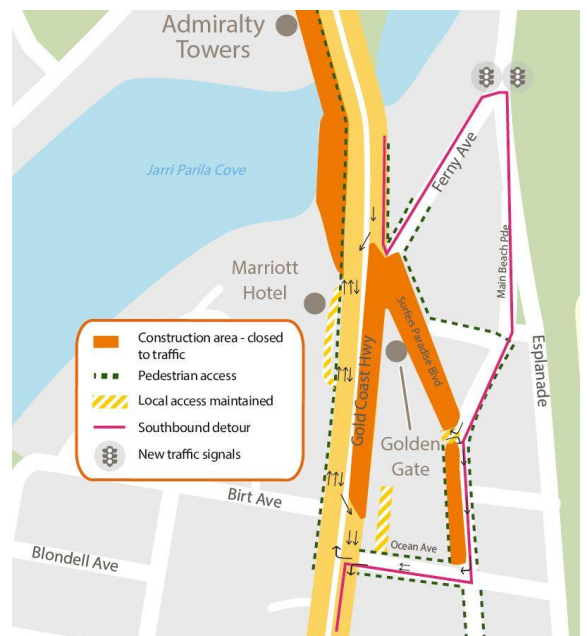 Admiralty
Towers
Jarri Parila Cove
Ferny Ave
Main Beach Pde
Marriott
Hotel
Surfers Paradise Blvd
Esplanade
Gold Coast Hwy
Construction area - closed
to traffic
Pedestrian access
Local access maintained
Southbound detour
New traffic signals
Golden
Gate
Birt Ave
Ocean Ave
Blondell Ave